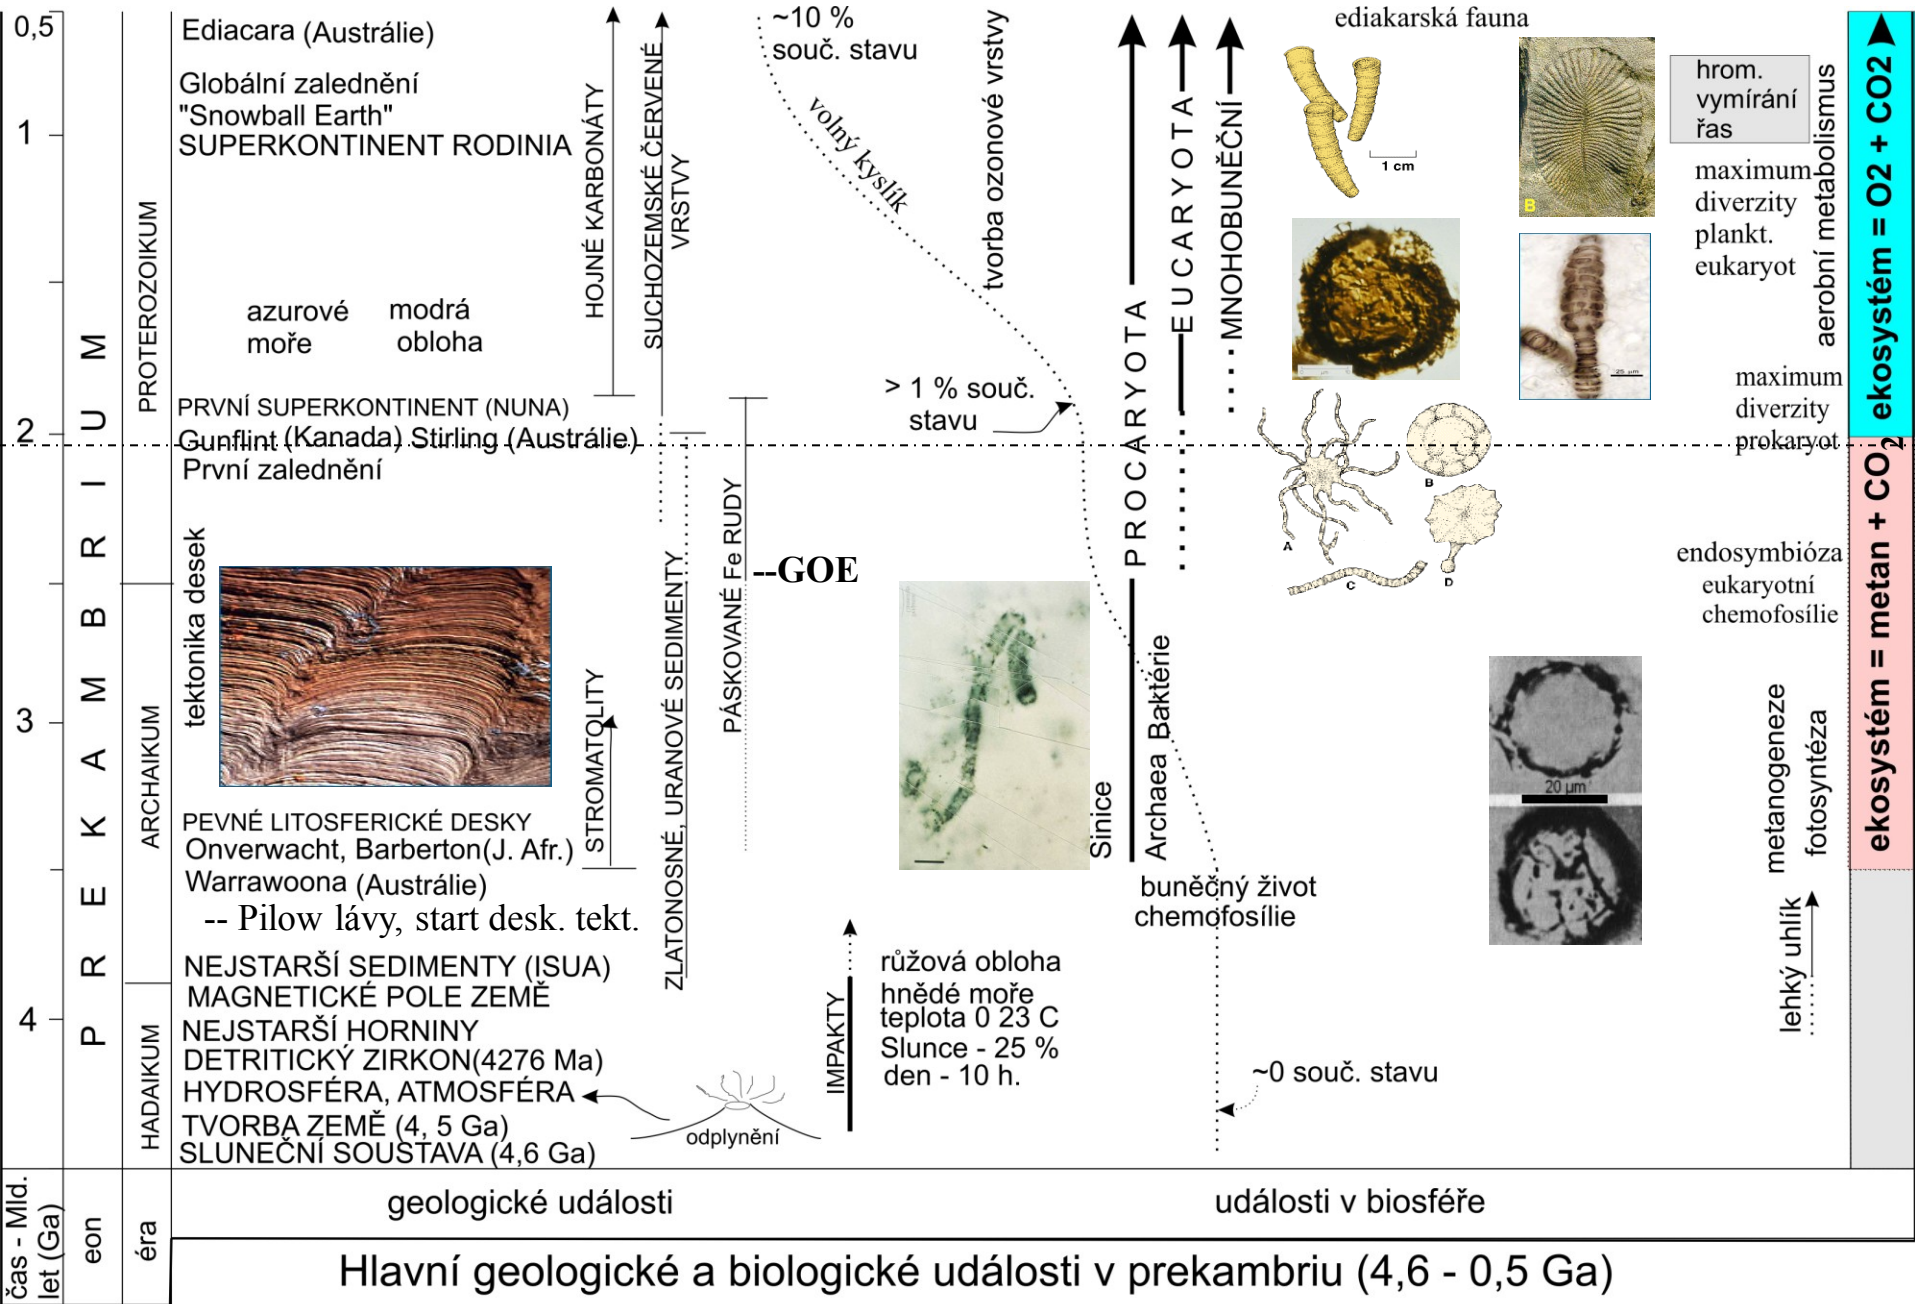 0,5
1
2
3
4
PREKAMBRIUM
PROTEROZOIKUM
ARCHAIKUM
HADAIKUM
Ediacara (Austrálie)
Globální zalednění
"Snowball Earth"
SUPERKONTINENT RODINIA
azurové modrá
moře obloha
PRVNÍ SUPERKONTINENT (NUNA)
Gunflint (Kanada) Stirling (Austrálie)
První zalednění
tektonika desek
PEVNÉ LITOSFERICKÉ DESKY
Onverwacht, Barberton(J. Afr.)
Warrawoona (Austrálie)
-- Pilow lávy, start desk. tekt.
NEJSTARŠÍ SEDIMENTY (ISUA)
MAGNETICKÉ POLE ZEMĚ
NEJSTARŠÍ HORNINY
DETRITICKÝ ZIRKON(4276 Ma)
HYDROSFÉRA, ATMOSFÉRA
TVORBA ZEMĚ (4, 5 Ga)
SLUNEČNÍ SOUSTAVA (4,6 Ga)
HOJNÉ KARBONÁTY
SUCHOZEMSKÉ ČERVENÉ
VRSTVY
STROMATOLITY
ZLATONOSNÉ, URANOVÉ SEDIMENTY
PÁSKOVANÉ Fe RUDY
--GOE
odplynění
IMPAKTY
růžová obloha
hnědé moře
teplota 0 23 C
Slunce - 25 %
den - 10 h.
~10 %
souč. stavu
volný kyslík
tvorba ozonové vrstvy
> 1 % souč.
stavu
~0 souč. stavu
PROCARYOTA
EUCARYOTA
MNOHOBUNĚČNÍ
Sinice
Archaea Baktérie
buněčný život
chemofosílie
ediakarská fauna
1 cm
B
25 µm
A
B
C
D
20 µm
hrom.
vymírání
řas
maximum
diverzity
plankt.
eukaryot
aerobní metabolismus
maximum
diverzity
prokaryot
endosymbióza
eukaryotní
chemofosílie
metanogeneze
fotosyntéza
lehký uhlík
ekosystém = O2 + CO2
ekosystém = metan + CO2
čas - Mld.
let (Ga)
eon
éra
geologické události
události v biosféře
Hlavní geologické a biologické události v prekambriu (4,6 - 0,5 Ga)